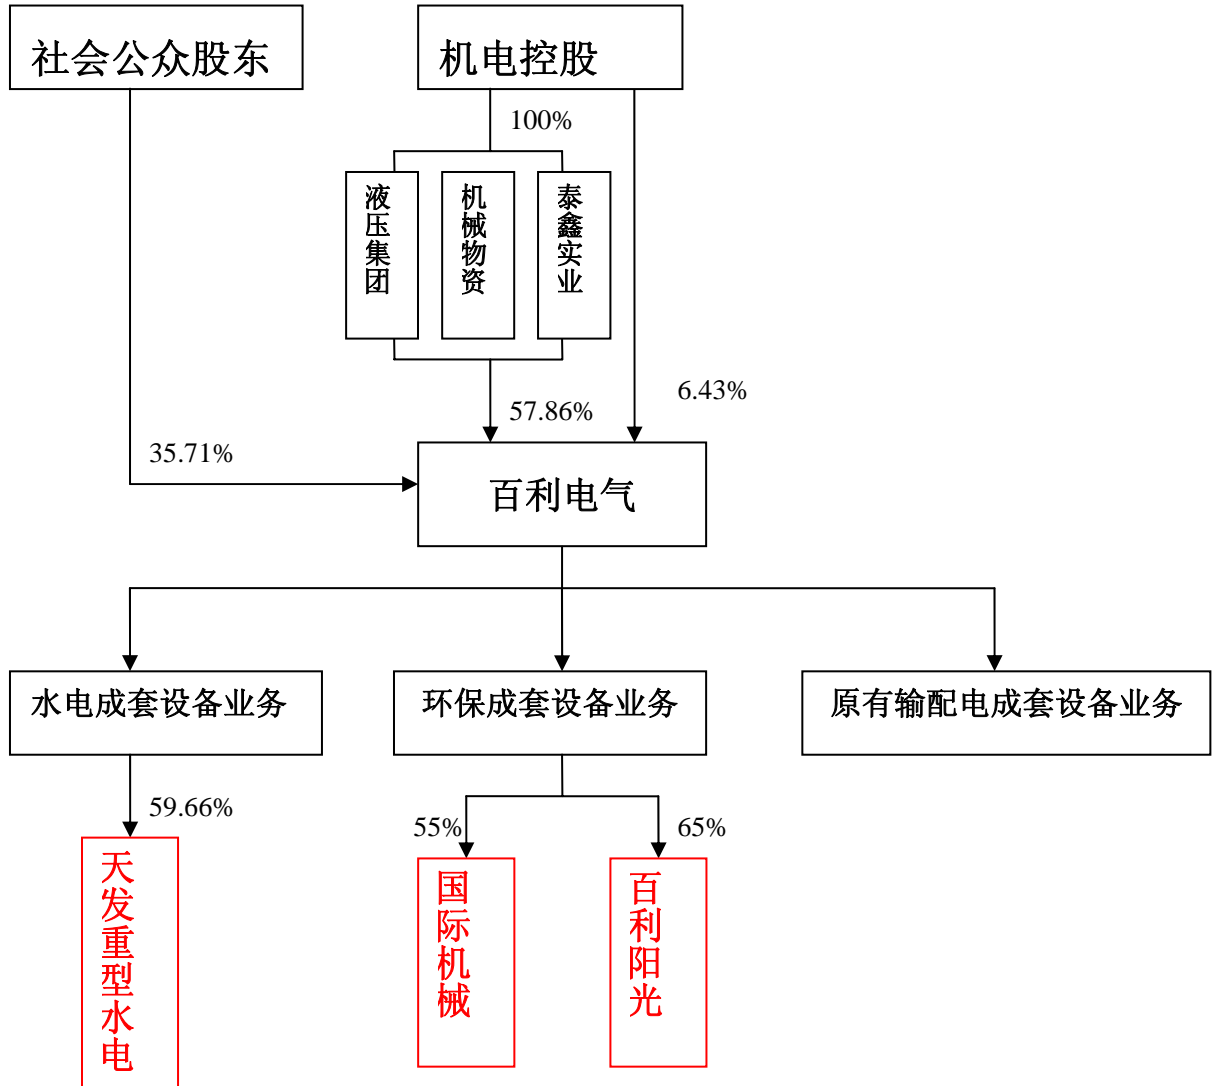 社会公众股东
机电控股
100%
液压集团
机械物资
泰鑫实业
6.43%
57.86%
35.71%
百利电气
水电成套设备业务
环保成套设备业务
原有输配电成套设备业务
59.66%
55%
65%
天发重型水电
国际机械
百利阳光